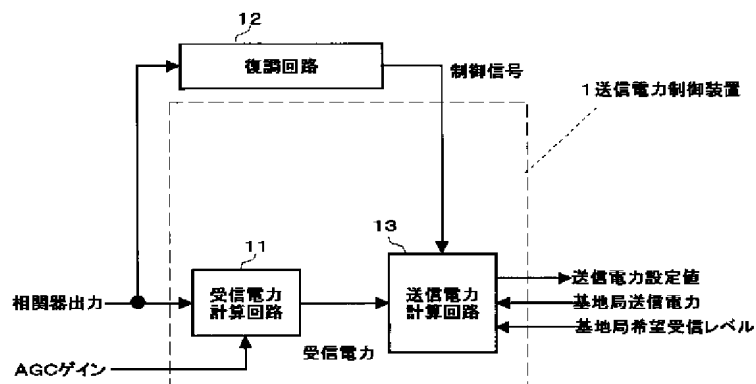 12
復調回路
制御信号
1送信電力制御装置
11
13
相関器出力
受信電力
計算回路
送信電力
計算回路
送信電力設定値
基地局送信電力
基地局希望受信レベル
受信電力
AGCゲイン